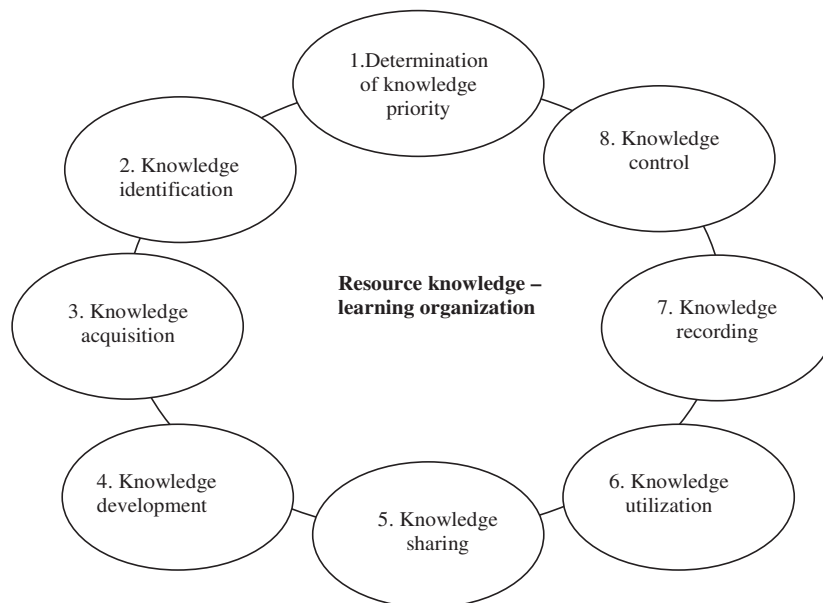 1.Determination
of knowledge
priority
2. Knowledge
identification
3. Knowledge
acquisition
4. Knowledge
development
5. Knowledge
sharing
6. Knowledge
utilization
7. Knowledge
recording
8. Knowledge
control
Resource knowledge –
learning organization